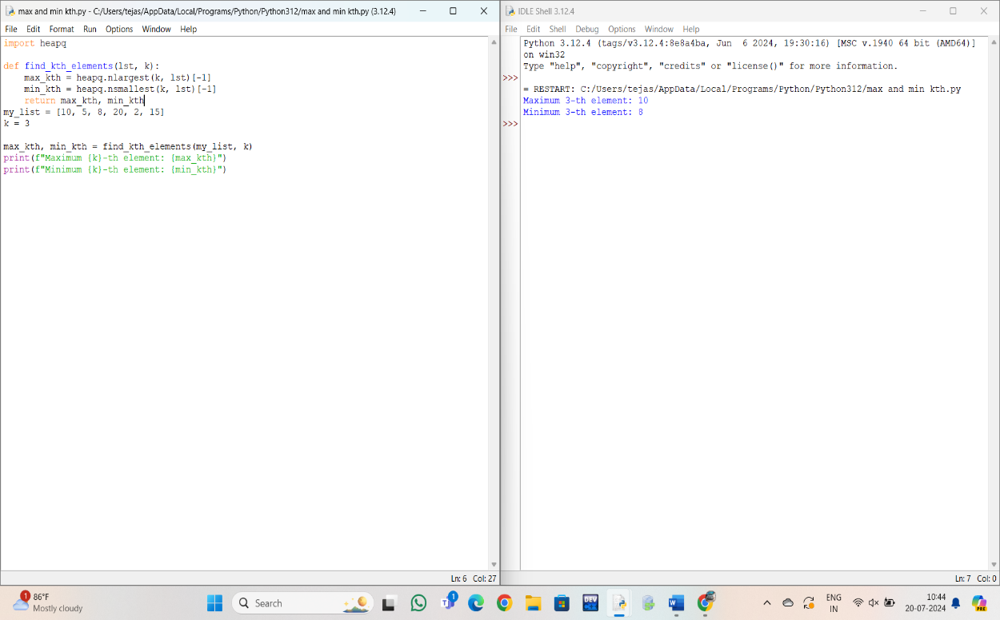 max and min kth.py - C:/Users/tejas/AppData/Local/Programs/Python/Python312/max and min kth.py (3.12.4)
File Edit Format Run Options Window Help
import heapq
def find_kth_elements(lst, k):
    max_kth = heapq.nlargest(k, lst)[-1]
    min_kth = heapq.nsmallest(k, lst)[-1]
    return max_kth, min_kth
my_list = [10, 5, 8, 20, 2, 15]
k = 3
max_kth, min_kth = find_kth_elements(my_list, k)
print(f"Maximum {k}-th element: {max_kth}")
print(f"Minimum {k}-th element: {min_kth}")
Ln: 6 Col: 27
IDLE Shell 3.12.4
File Edit Shell Debug Options Window Help
Python 3.12.4 (tags/v3.12.4:8e8a4ba, Jun  6 2024, 19:30:16) [MSC v.1940 64 bit (AMD64)]
on win32
Type "help", "copyright", "credits" or "license()" for more information.
>>>
= RESTART: C:/Users/tejas/AppData/Local/Programs/Python/Python312/max and min kth.py
Maximum 3-th element: 10
Minimum 3-th element: 8
>>>
Ln: 7 Col: 0
1
86°F
Mostly cloudy
Search
1
DEV
C++
W
ENG
IN
10:44
20-07-2024
PRE